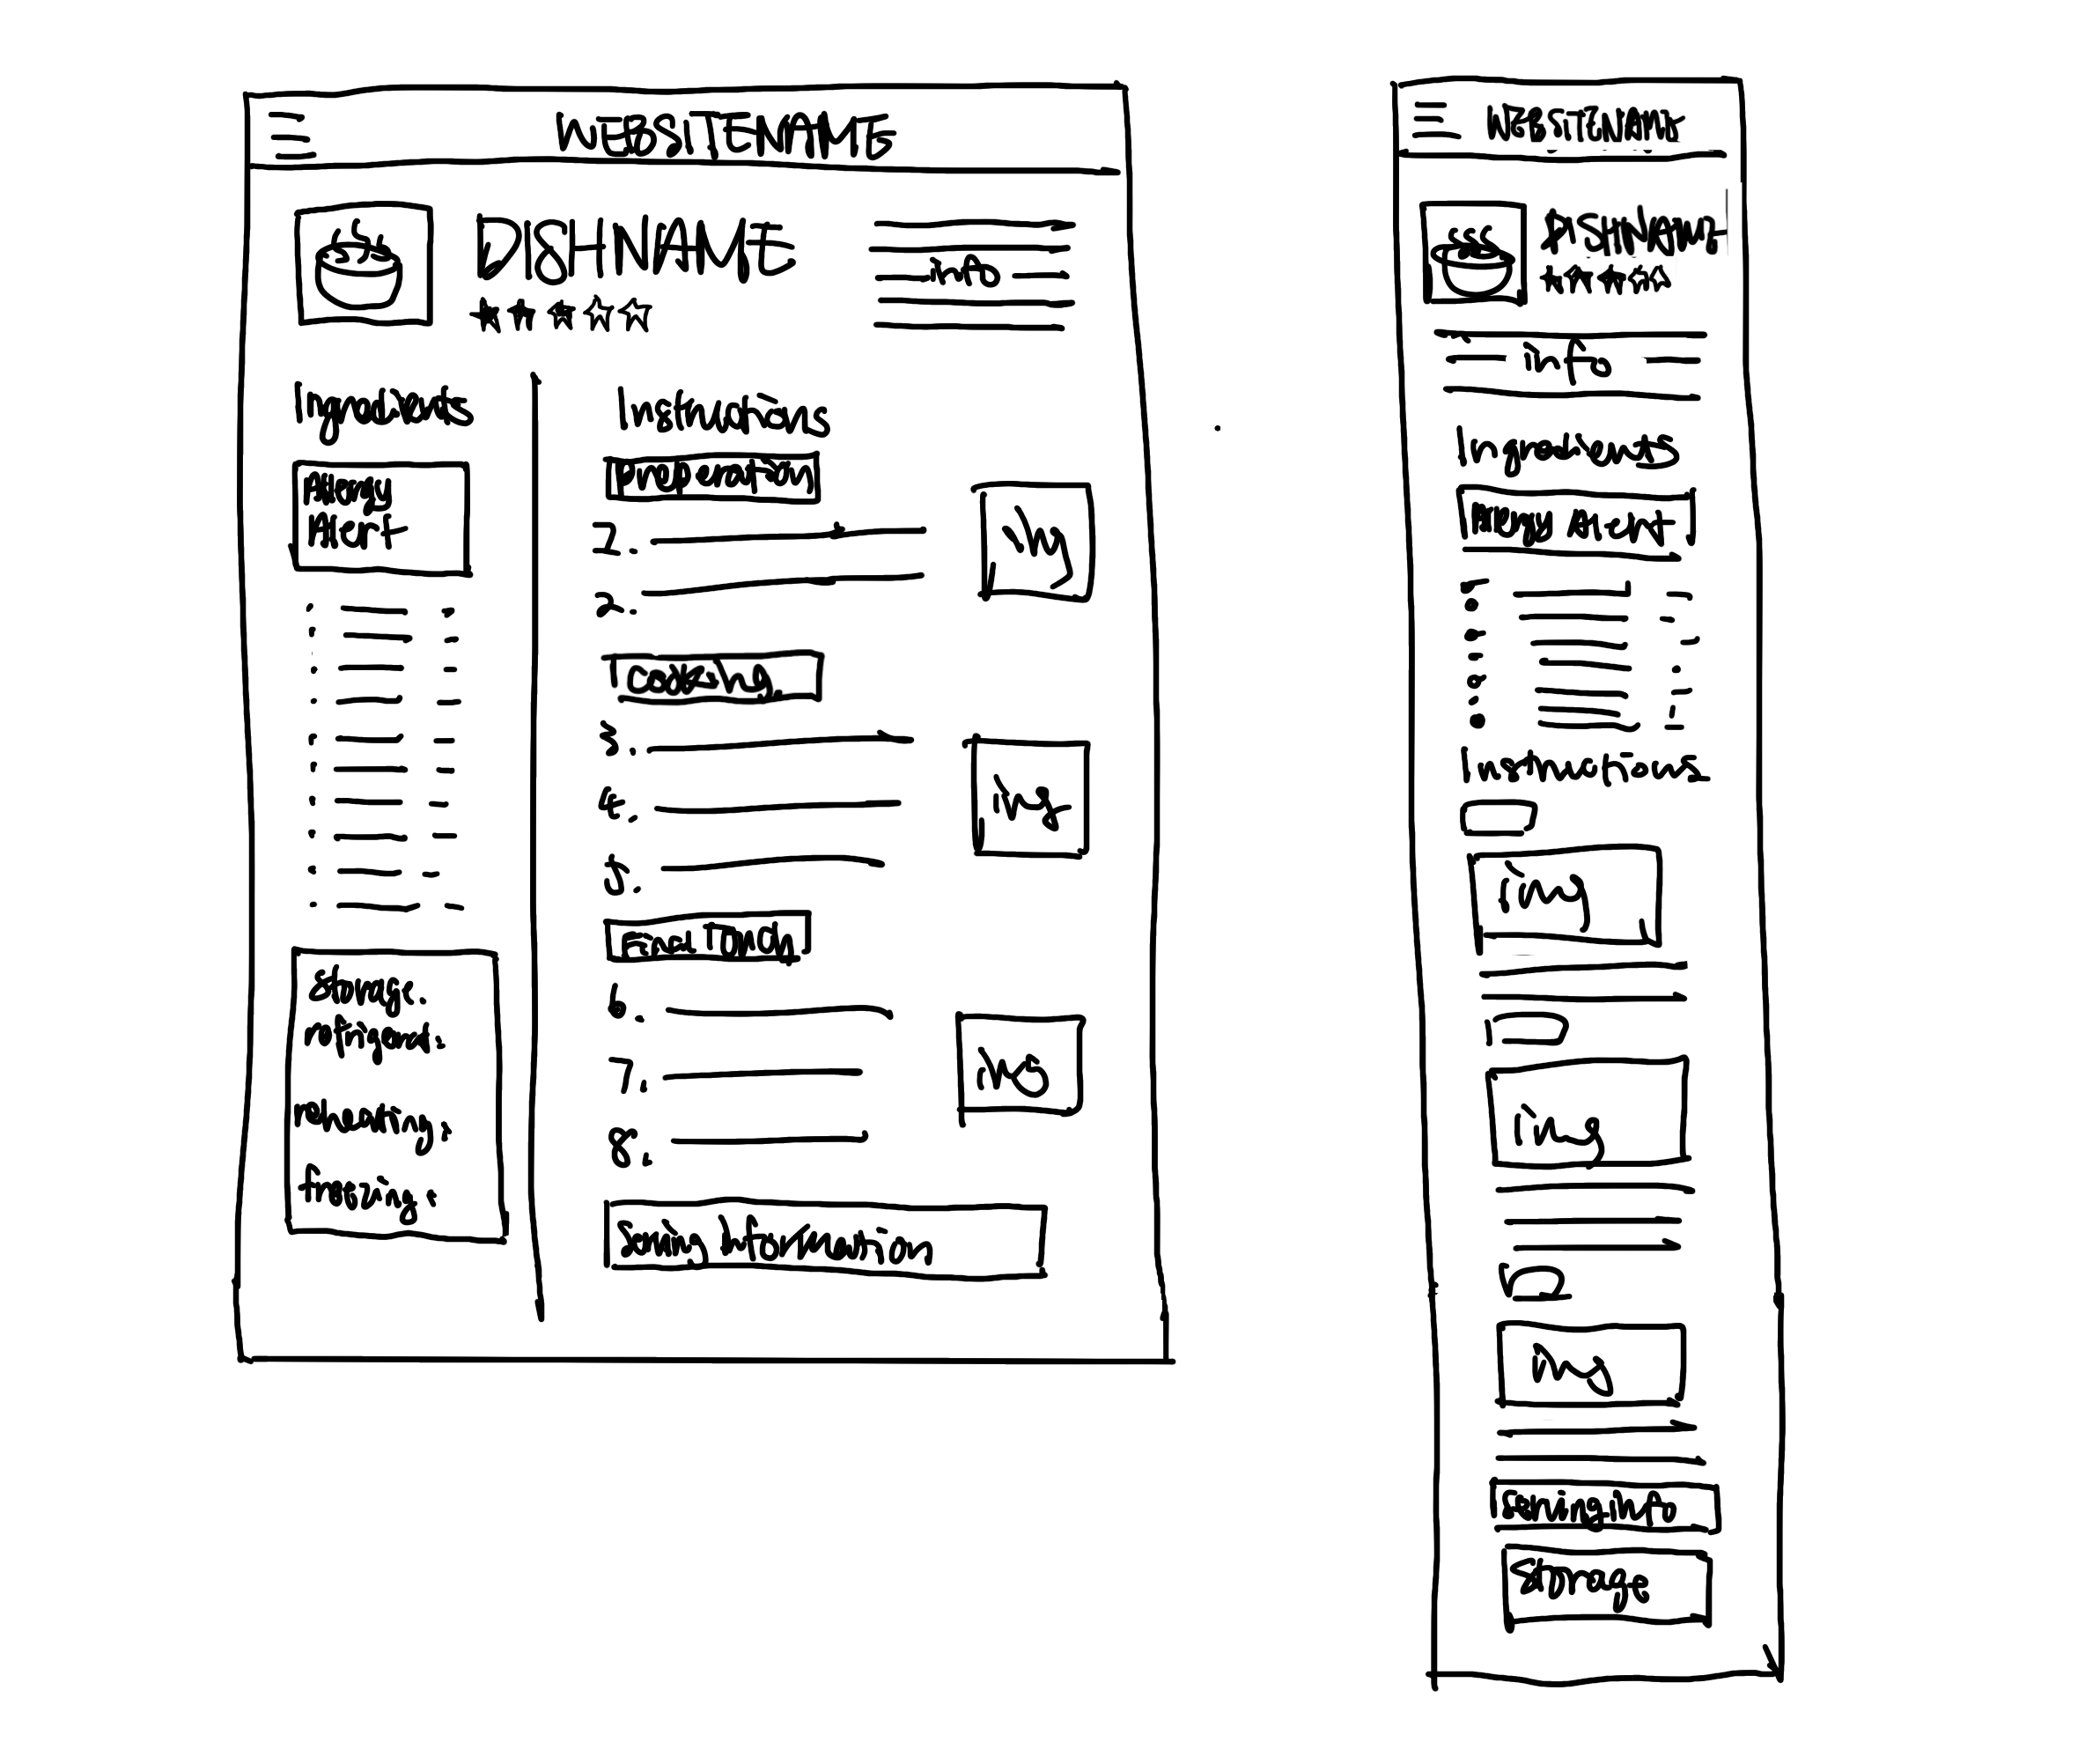 WEBSITENAME
DISHNAME
info
Ingredients
Allergy
Alert
storage.
refrigerat:
reheating:
freezing:
Instructions
preperation
1.
2.
img
cooking
3.
4.
5.
img
Final Touch
6.
7.
8.
img
Serving Information
WEBSITENAME
DISHNAME
info
Ingredients
Allergy Alert
Instructions
img
img
img
Serving info
Storage